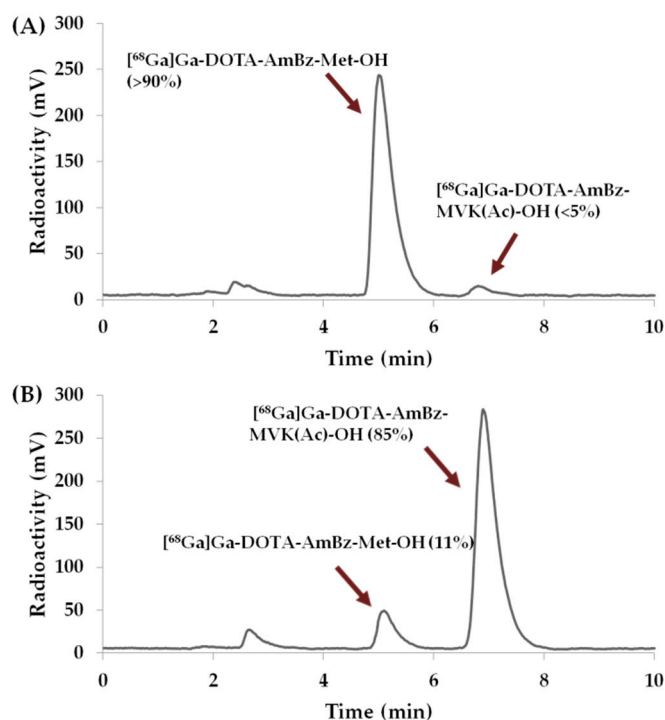 (A)
300
250
200
150
100
50
0
Radioactivity (mV)
[⁶⁸Ga]Ga-DOTA-AmBz-Met-OH
(>90%)
[⁶⁸Ga]Ga-DOTA-AmBz-
MVK(Ac)-OH (<5%)
0 2 4 6 8 10
Time (min)
(B)
300
250
200
150
100
50
0
Radioactivity (mV)
[⁶⁸Ga]Ga-DOTA-AmBz-
MVK(Ac)-OH (85%)
[⁶⁸Ga]Ga-DOTA-AmBz-Met-OH (11%)
0 2 4 6 8 10
Time (min)